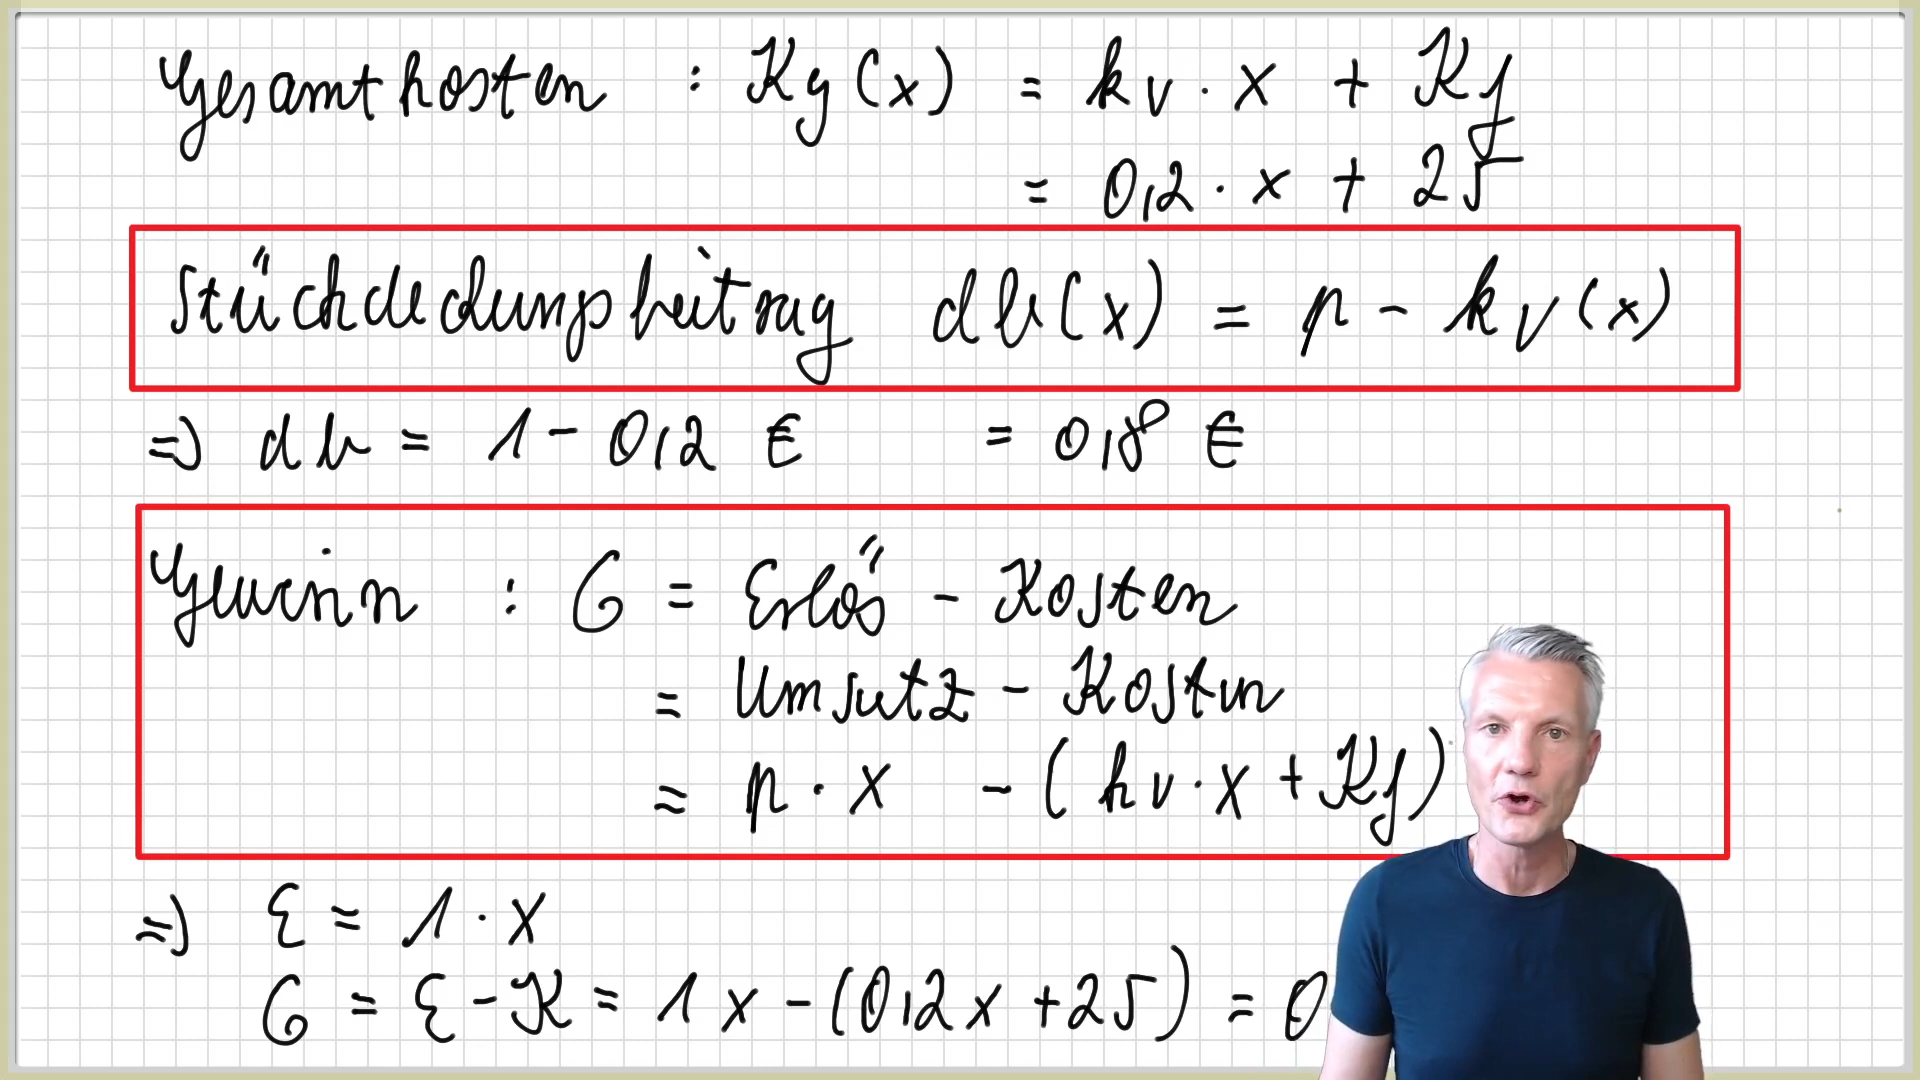 Gesamtkosten : Kf(x) = kv · x + Kf
= 0,2 · x + 25
Stückdeckungsbeitrag db(x) = p - kv(x)
=> db = 1 - 0,2 € = 0,8 €
Gewinn : G = Erlös - Kosten
= Umsatz - Kosten
= p · x - (kv · x + Kf)
=> E = 1 · x
G = E - K = 1x - (0,2x + 25) = 0